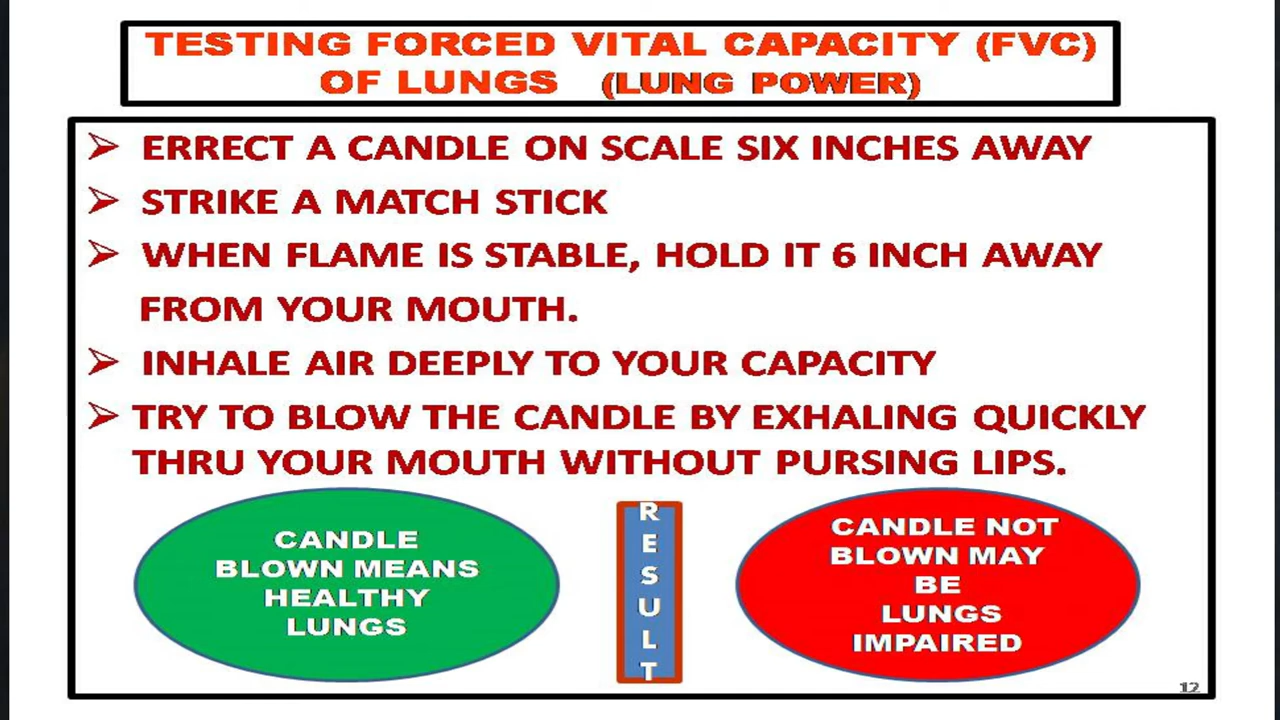 TESTING FORCED VITAL CAPACITY (FVC)
OF LUNGS (LUNG POWER)
➢ ERRECT A CANDLE ON SCALE SIX INCHES AWAY
➢ STRIKE A MATCH STICK
➢ WHEN FLAME IS STABLE, HOLD IT 6 INCH AWAY
FROM YOUR MOUTH.
➢ INHALE AIR DEEPLY TO YOUR CAPACITY
➢ TRY TO BLOW THE CANDLE BY EXHALING QUICKLY
THRU YOUR MOUTH WITHOUT PURSING LIPS.
CANDLE
BLOWN MEANS
HEALTHY
LUNGS
RESULT
CANDLE NOT
BLOWN MAY
BE
LUNGS
IMPAIRED
12